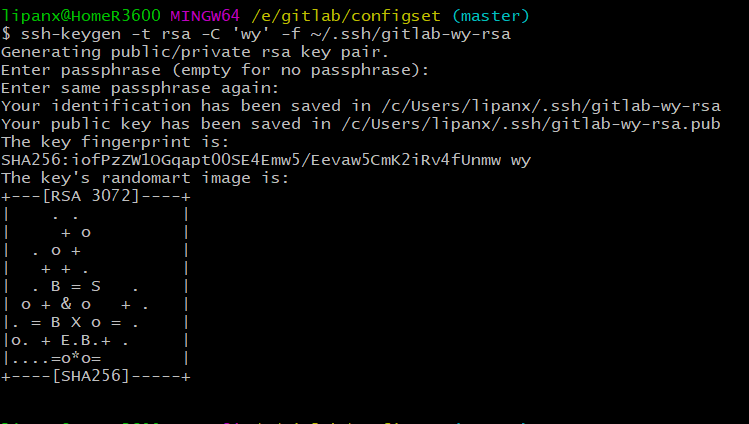 lipanx@HomeR3600 MINGW64 /e/gitlab/configset (master)
$ ssh-keygen -t rsa -C 'wy' -f ~/.ssh/gitlab-wy-rsa
Generating public/private rsa key pair.
Enter passphrase (empty for no passphrase):
Enter same passphrase again:
Your identification has been saved in /c/Users/lipanx/.ssh/gitlab-wy-rsa
Your public key has been saved in /c/Users/lipanx/.ssh/gitlab-wy-rsa.pub
The key fingerprint is:
SHA256:iofPzZW1OGqapt00SE4Emw5/Eevaw5CmK2iRv4fUnmw wy
The key's randomart image is:
+---[RSA 3072]----+
|    . .          |
|     + o         |
|  . o +          |
|   + + .         |
|  . B = S   .    |
| o + & o   + .   |
|. = B X o = .    |
|o. + E.B.+ .     |
|....=o*o=        |
+----[SHA256]-----+